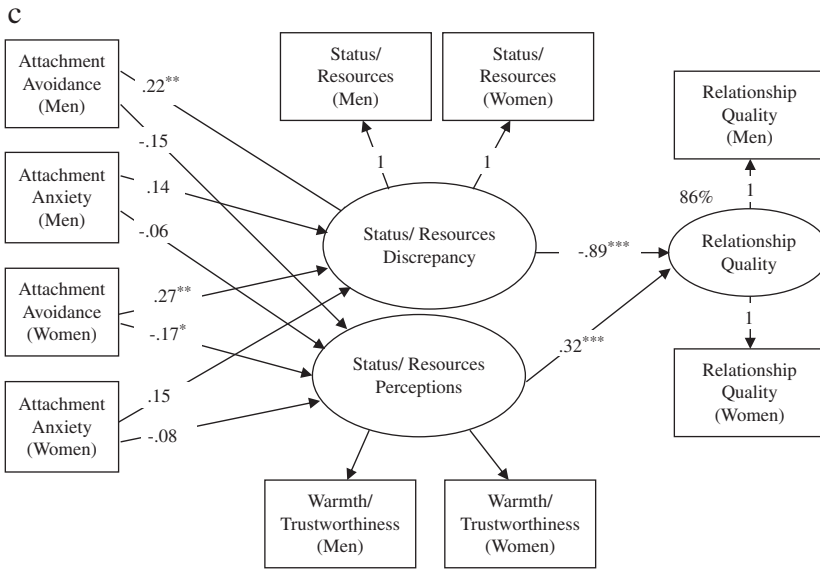 c
Attachment
Avoidance
(Men)
Attachment
Anxiety
(Men)
Attachment
Avoidance
(Women)
Attachment
Anxiety
(Women)
.22**
-.15
.14
-.06
.27**
-.17*
.15
-.08
Status/
Resources
(Men)
Status/
Resources
(Women)
1
1
Status/ Resources
Discrepancy
Status/ Resources
Perceptions
Warmth/
Trustworthiness
(Men)
Warmth/
Trustworthiness
(Women)
-.89***
.32***
Relationship
Quality
(Men)
86%
1
Relationship
Quality
1
Relationship
Quality
(Women)